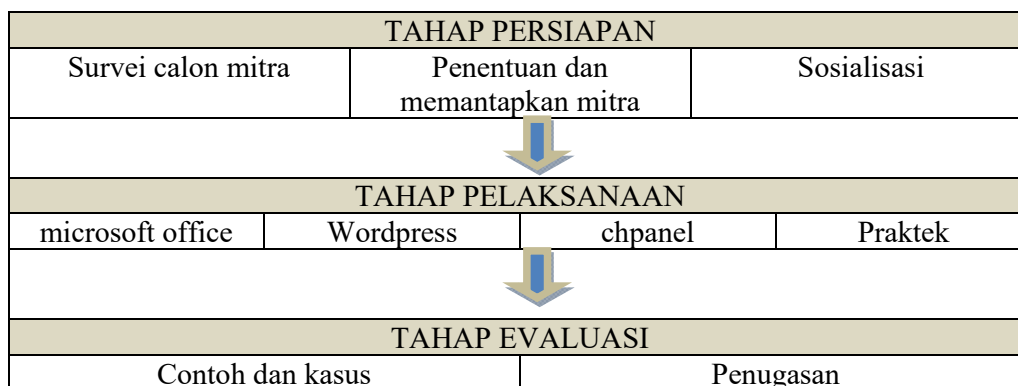 TAHAP PERSIAPAN
Survei calon mitra
Penentuan dan
memantapkan mitra
Sosialisasi
TAHAP PELAKSANAAN
microsoft office
Wordpress
chpanel
Praktek
TAHAP EVALUASI
Contoh dan kasus
Penugasan